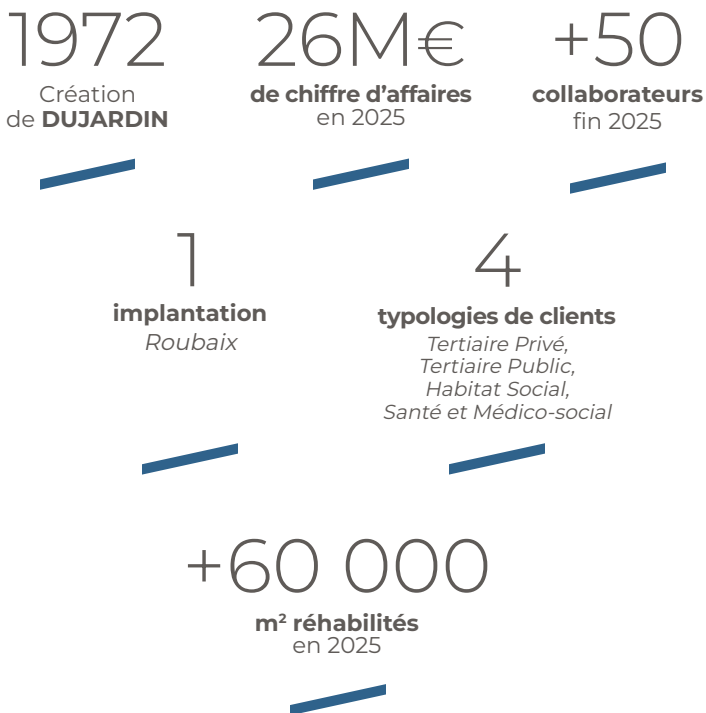 1972
Création
de DUJARDIN
26M€
de chiffre d’affaires
en 2025
+50
collaborateurs
fin 2025
1
implantation
Roubaix
4
typologies de clients
Tertiaire Privé,
Tertiaire Public,
Habitat Social,
Santé et Médico-social
+60 000
m² réhabilités
en 2025